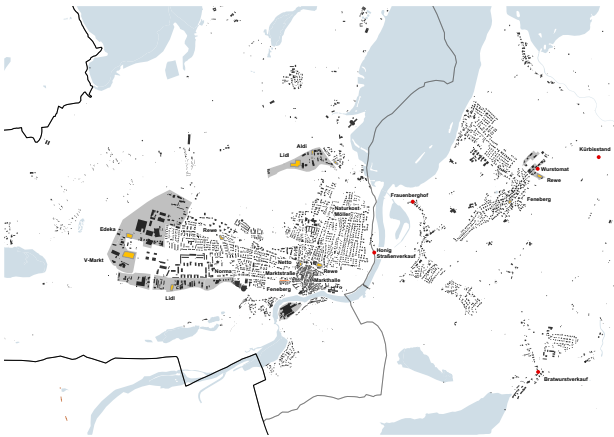 Aldi
Lidl
Kürbisstand
Wurstomat
Rewe
Frauenberghof
Feneberg
Naturkost-
Möller
Edeka
Rewe
Honig
Straßenverkauf
V-Markt
Netto
Norma
Rewe
Marktstraße
Markthalle
Feneberg
Lidl
Bratwurstverkauf